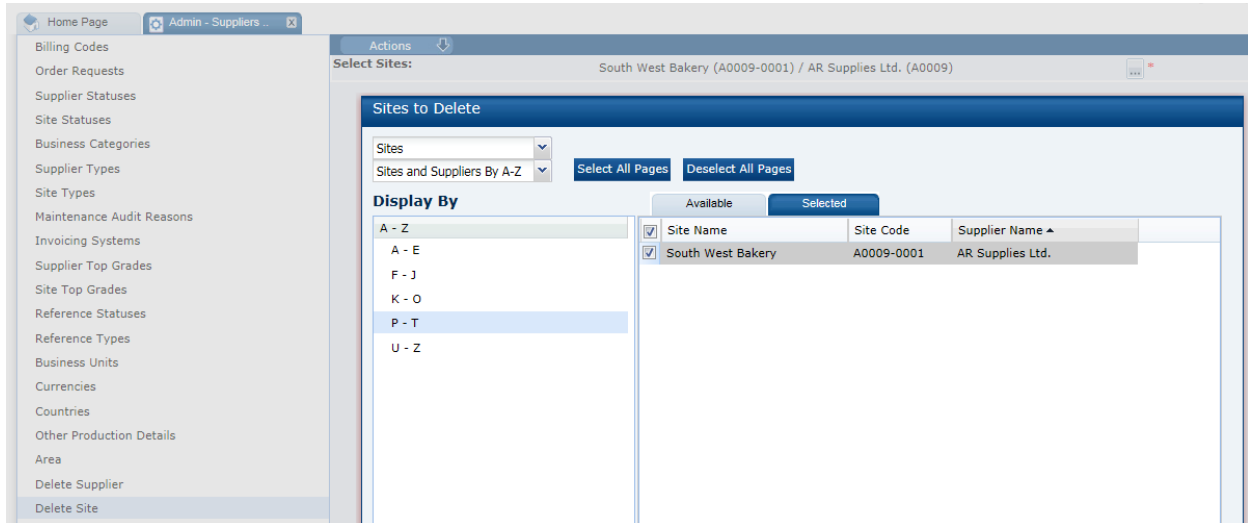 Home Page
Admin - Suppliers ..
Billing Codes
Order Requests
Supplier Statuses
Site Statuses
Business Categories
Supplier Types
Site Types
Maintenance Audit Reasons
Invoicing Systems
Supplier Top Grades
Site Top Grades
Reference Statuses
Reference Types
Business Units
Currencies
Countries
Other Production Details
Area
Delete Supplier
Delete Site
Actions
Select Sites: South West Bakery (A0009-0001) / AR Supplies Ltd. (A0009) ... *
Sites to Delete
Sites
Sites and Suppliers By A-Z
Select All Pages Deselect All Pages
Display By
A - Z
A - E
F - J
K - O
P - T
U - Z
Available Selected
Site Name Site Code Supplier Name
South West Bakery A0009-0001 AR Supplies Ltd.